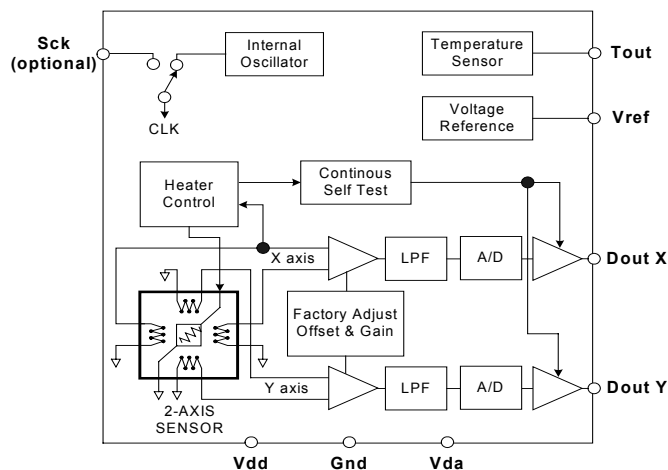 Sck
(optional)
Internal
Oscillator
CLK
Temperature
Sensor
Tout
Voltage
Reference
Vref
Heater
Control
Continous
Self Test
X axis
LPF
A/D
Dout X
Factory Adjust
Offset & Gain
Y axis
LPF
A/D
Dout Y
2-AXIS
SENSOR
Vdd
Gnd
Vda